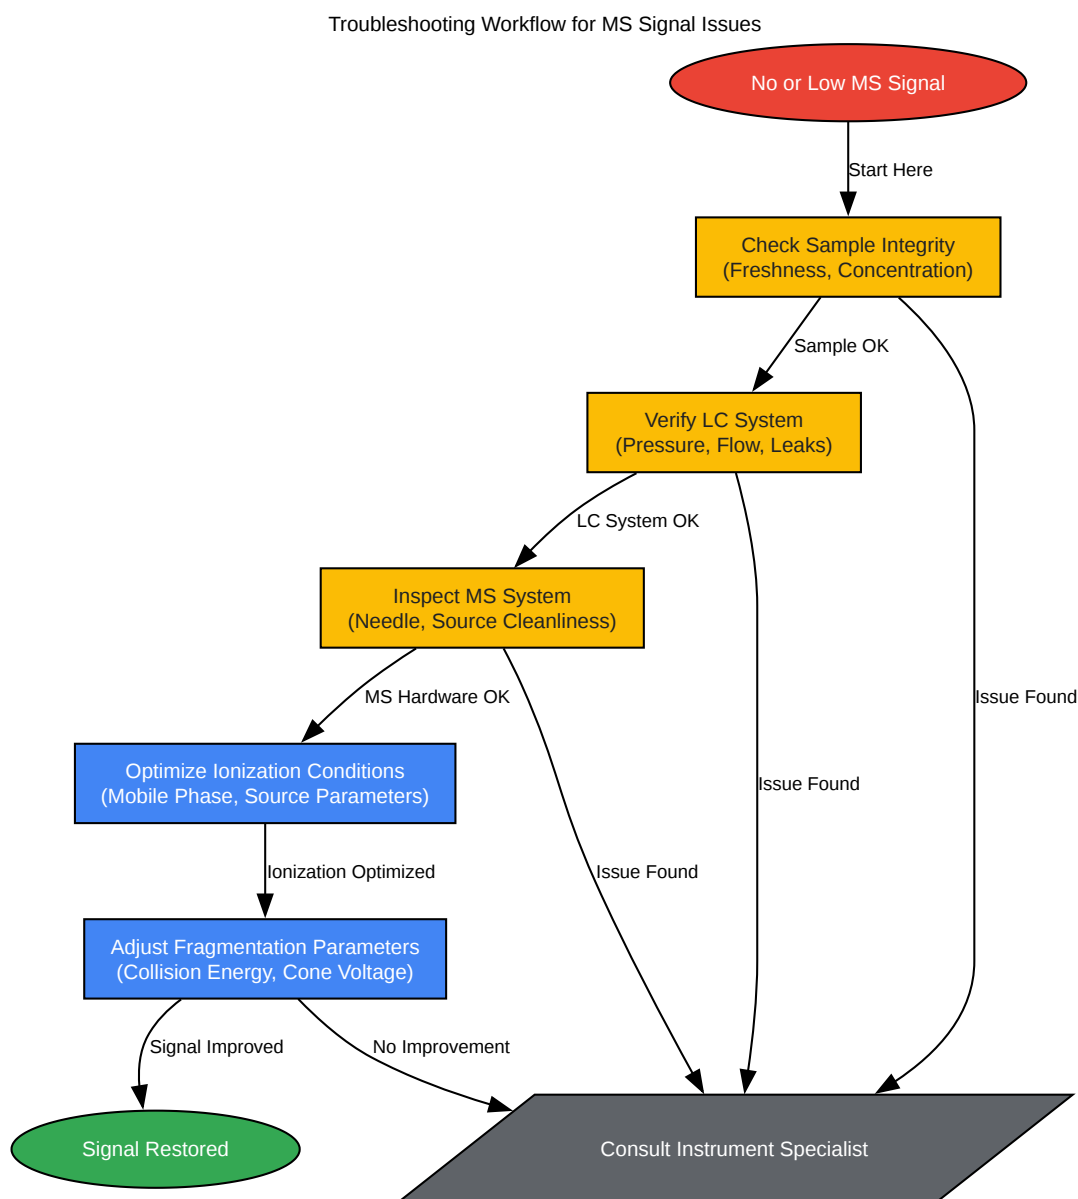 Troubleshooting Workflow for MS Signal Issues
No or Low MS Signal
Start Here
Check Sample Integrity
(Freshness, Concentration)
Sample OK
Verify LC System
(Pressure, Flow, Leaks)
LC System OK
Inspect MS System
(Needle, Source Cleanliness)
MS Hardware OK
Issue Found
Optimize Ionization Conditions
(Mobile Phase, Source Parameters)
Issue Found
Ionization Optimized
Issue Found
Adjust Fragmentation Parameters
(Collision Energy, Cone Voltage)
Signal Improved
No Improvement
Signal Restored
Consult Instrument Specialist